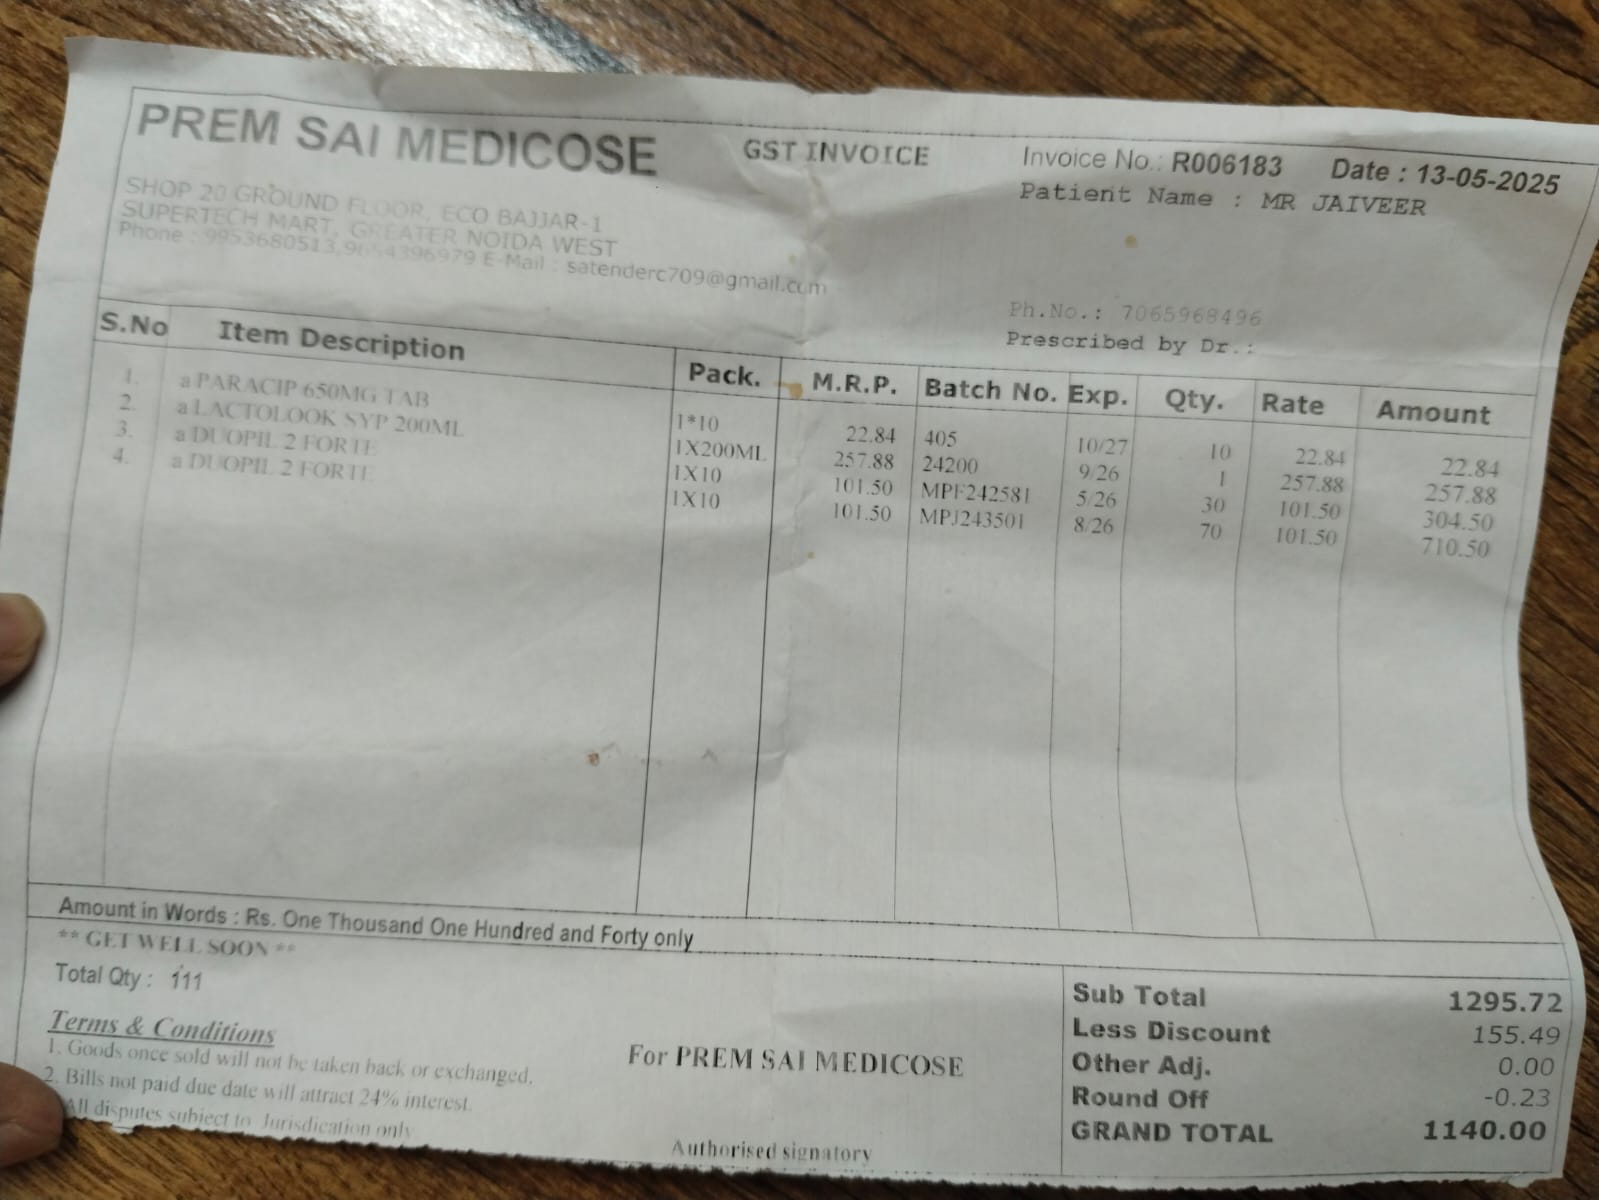 PREM SAI MEDICOSE
SHOP 20 GROUND FLOOR, ECO BAJJAR-1
SUPERTECH MART, GREATER NOIDA WEST
Phone : 9953680513,9654396979 E-Mail : satenderc709@gmail.com
GST INVOICE
Invoice No.: R006183 Date : 13-05-2025
Patient Name : MR JAIVEER
Ph.No.: 7065968496
Prescribed by Dr.:
S.No Item Description Pack. M.R.P. Batch No. Exp. Qty. Rate Amount
1. a PARACIP 650MG TAB 1*10 22.84 405 10/27 10 22.84 22.84
2. a LACTOLOOK SYP 200ML 1X200ML 257.88 24200 9/26 1 257.88 257.88
3. a DUOPIL 2 FORTE 1X10 101.50 MPF242581 5/26 30 101.50 304.50
4. a DUOPIL 2 FORTE 1X10 101.50 MPJ243501 8/26 70 101.50 710.50
Amount in Words : Rs. One Thousand One Hundred and Forty only
** GET WELL SOON **
Total Qty : 111
Terms & Conditions
1. Goods once sold will not be taken back or exchanged.
2. Bills not paid due date will attract 24% interest.
All disputes subject to Jurisdication only
For PREM SAI MEDICOSE
Authorised signatory
Sub Total 1295.72
Less Discount 155.49
Other Adj. 0.00
Round Off -0.23
GRAND TOTAL 1140.00